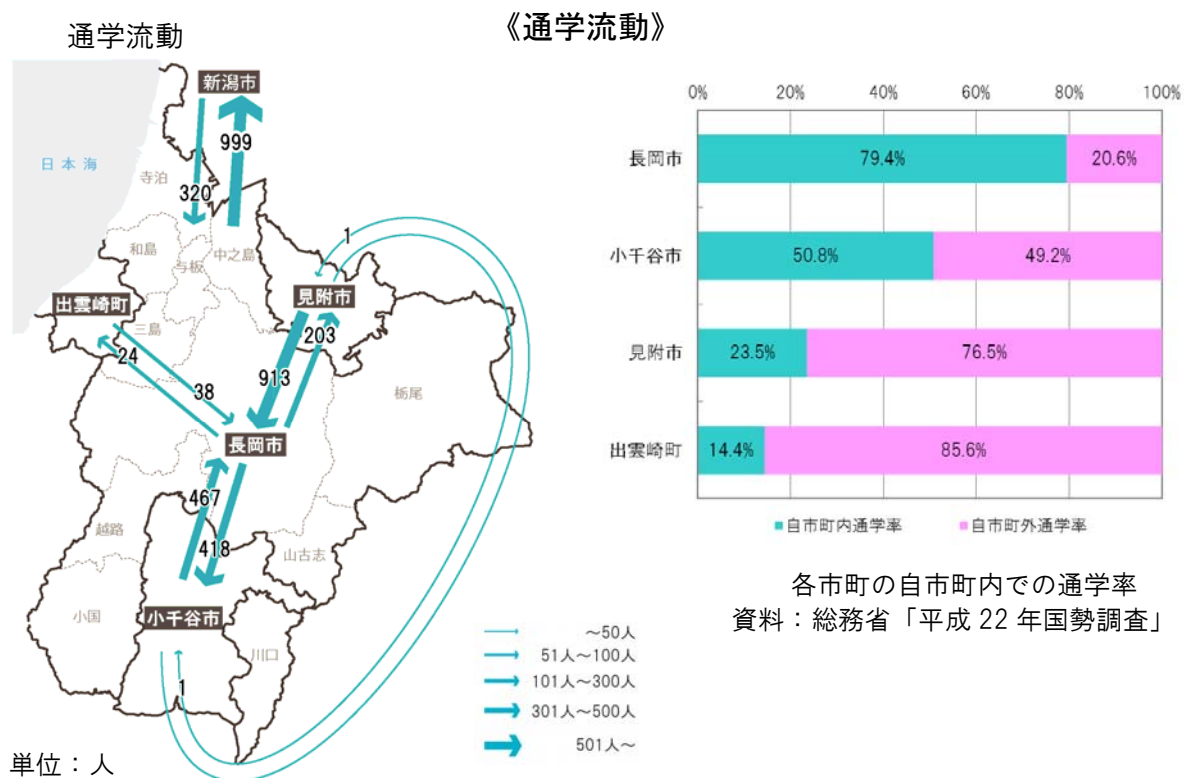 《通学流動》
通学流動
新潟市
999
日本海
寺泊
320
和島
与板
中之島
1
見附市
出雲崎町
三島
203
24
913
38
栃尾
長岡市
467
越路
418
山古志
小国
小千谷市
川口
1
~50人
51人~100人
101人~300人
301人~500人
501人~
単位:人
0% 20% 40% 60% 80% 100%
長岡市 79.4% 20.6%
小千谷市 50.8% 49.2%
見附市 23.5% 76.5%
出雲崎町 14.4% 85.6%
自市町内通学率 自市町外通学率
各市町の自市町内での通学率
資料:総務省「平成 22 年国勢調査」